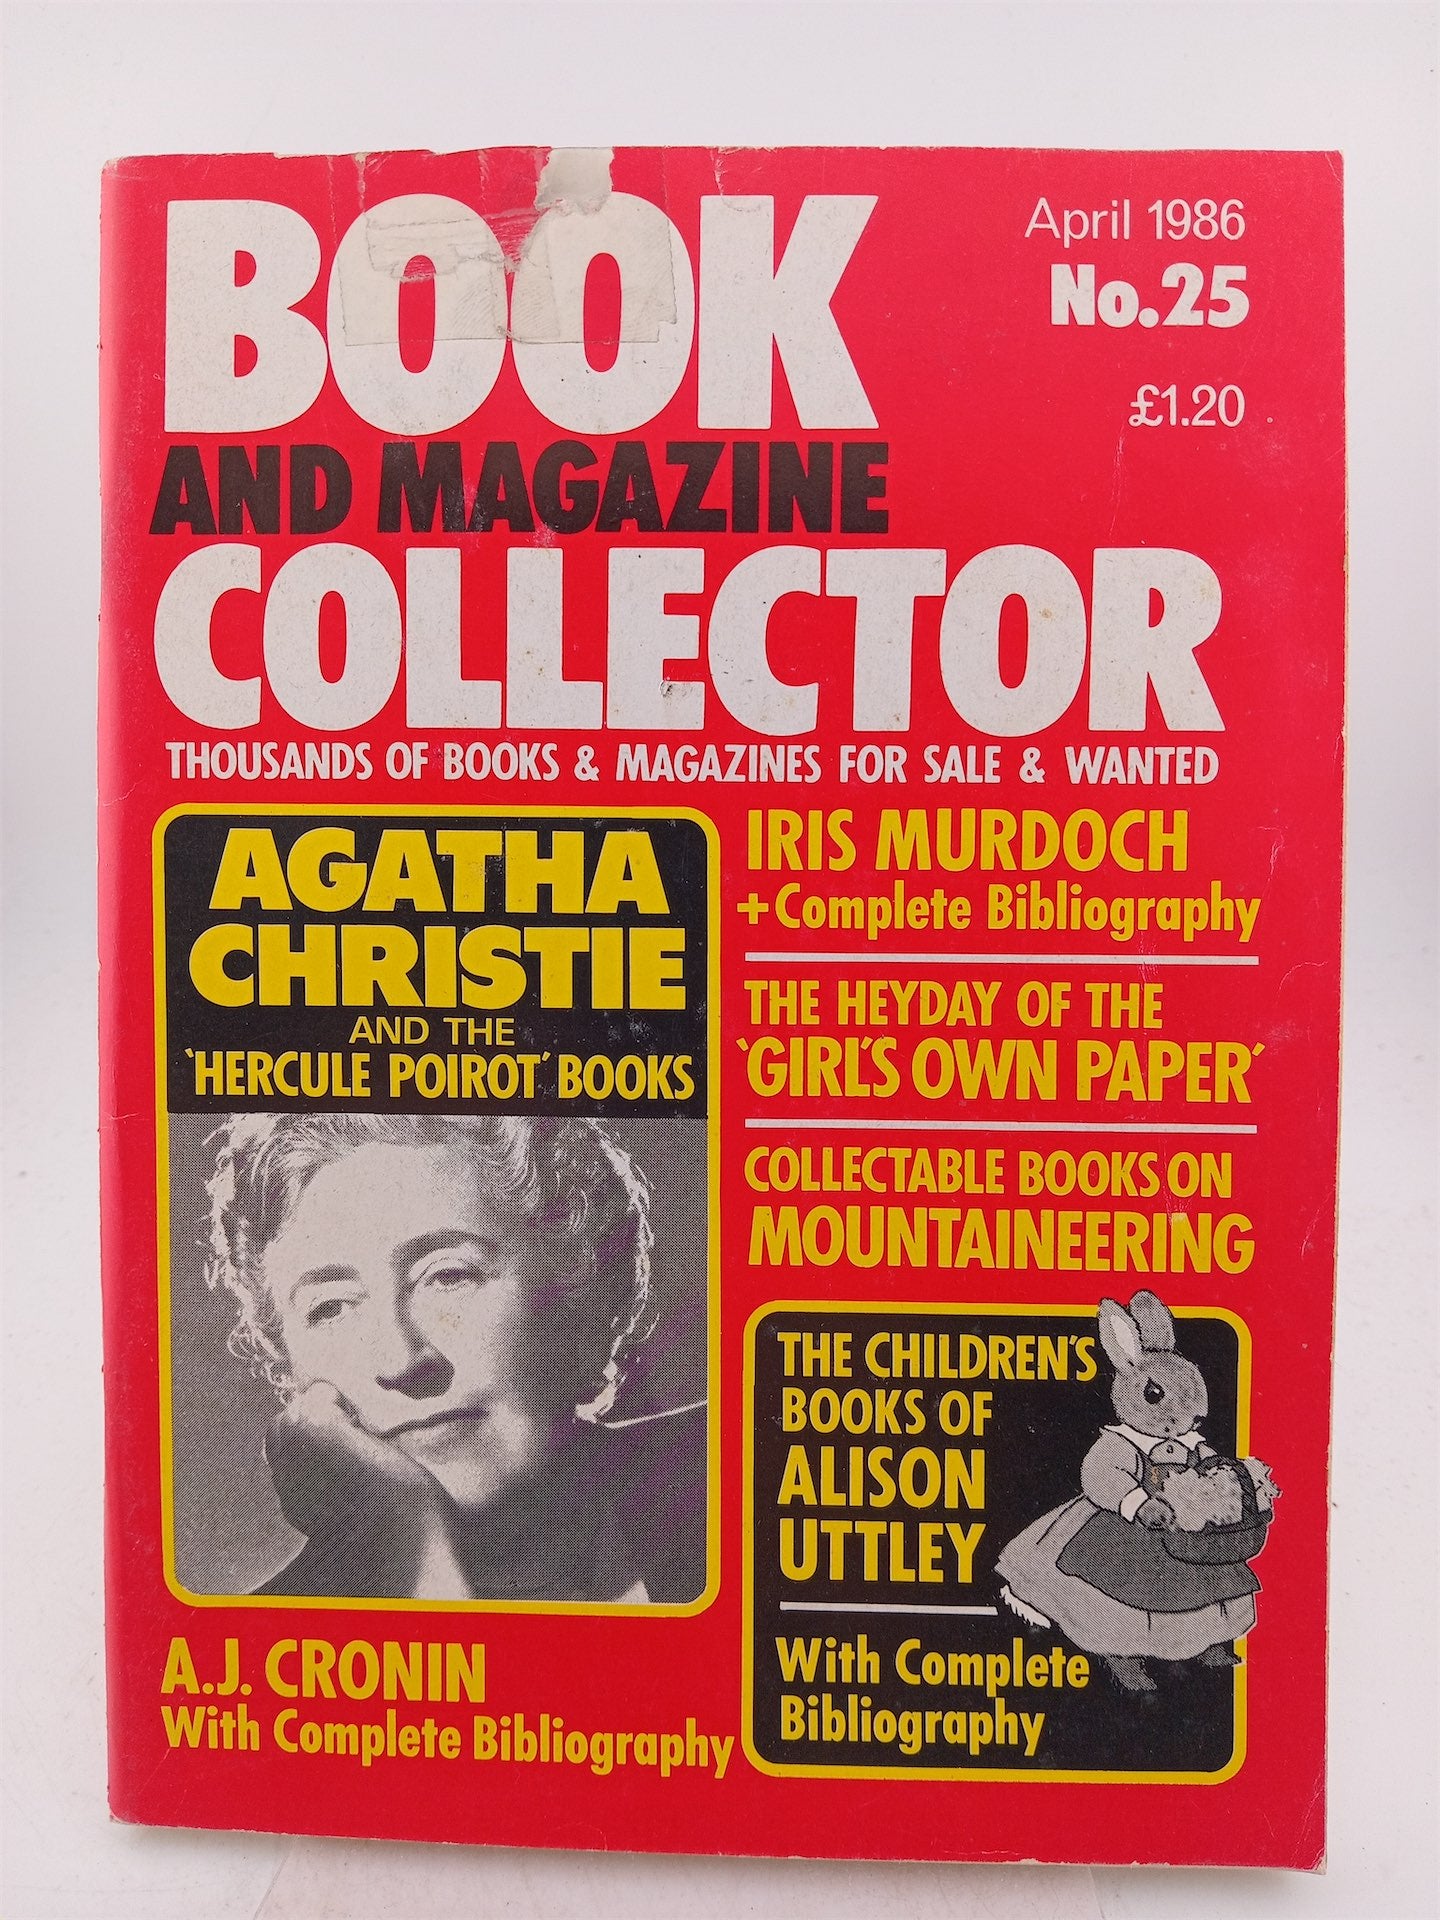 BOOK
April 1986
No.25
£1.20
AND MAGAZINE
COLLECTOR
THOUSANDS OF BOOKS & MAGAZINES FOR SALE & WANTED
AGATHA
CHRISTIE
AND THE
'HERCULE POIROT' BOOKS
IRIS MURDOCH
+Complete Bibliography
THE HEYDAY OF THE
'GIRL'S OWN PAPER'
COLLECTABLE BOOKS ON
MOUNTAINEERING
THE CHILDREN'S
BOOKS OF
ALISON
UTTLEY
With Complete
Bibliography
A.J. CRONIN
With Complete Bibliography